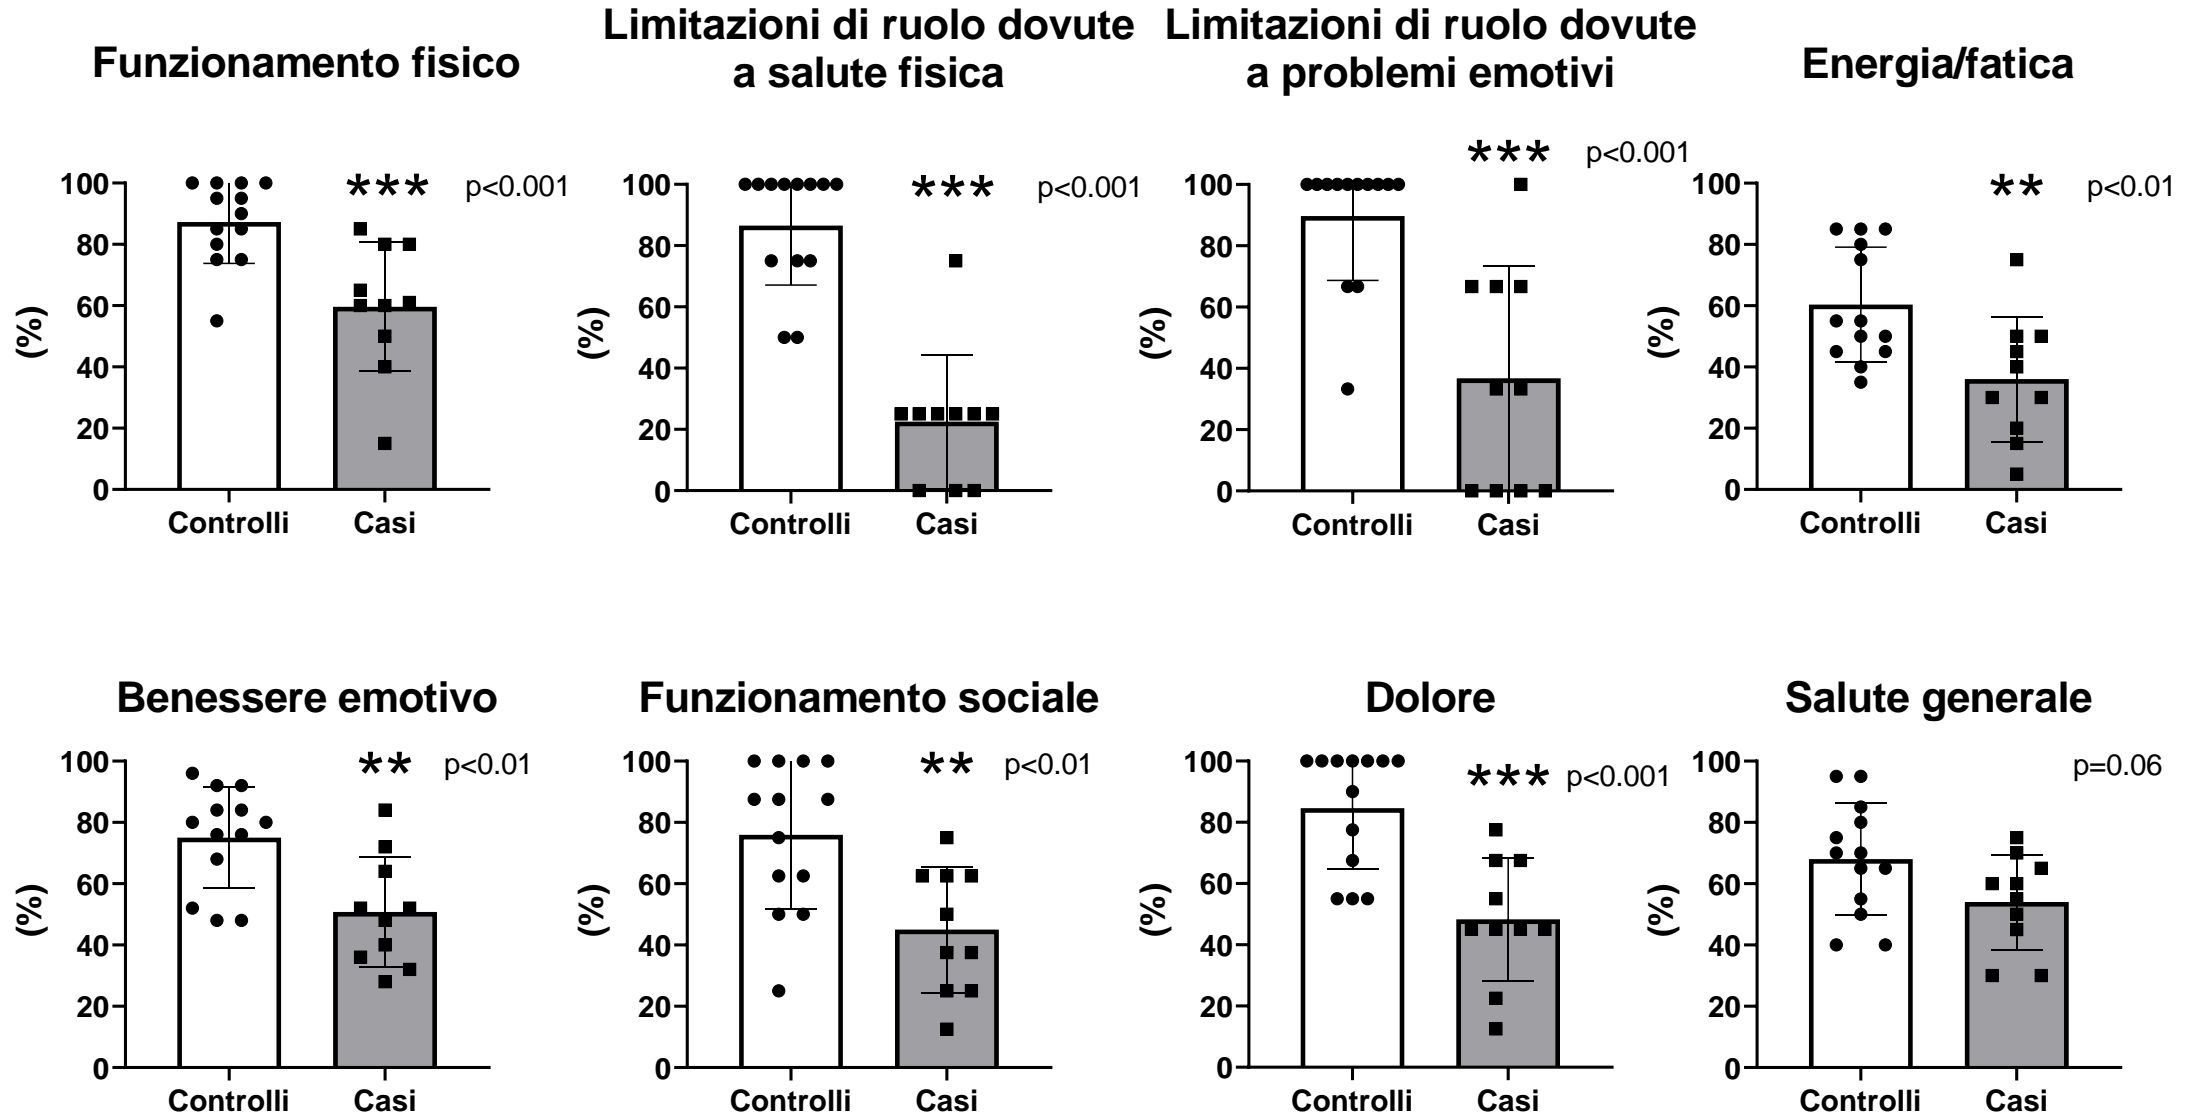 Funzionamento fisico
100
80
60
40
20
0
(%)
*** p<0.001
Controlli Casi
Limitazioni di ruolo dovute
a salute fisica
100
80
60
40
20
0
(%)
*** p<0.001
Controlli Casi
Limitazioni di ruolo dovute
a problemi emotivi
*** p<0.001
100
80
60
40
20
0
(%)
Controlli Casi
Energia/fatica
100
80
60
40
20
0
(%)
** p<0.01
Controlli Casi
Benessere emotivo
100
80
60
40
20
0
(%)
** p<0.01
Controlli Casi
Funzionamento sociale
100
80
60
40
20
0
(%)
** p<0.01
Controlli Casi
Dolore
100
80
60
40
20
0
(%)
*** p<0.001
Controlli Casi
Salute generale
100
80
60
40
20
0
(%)
p=0.06
Controlli Casi